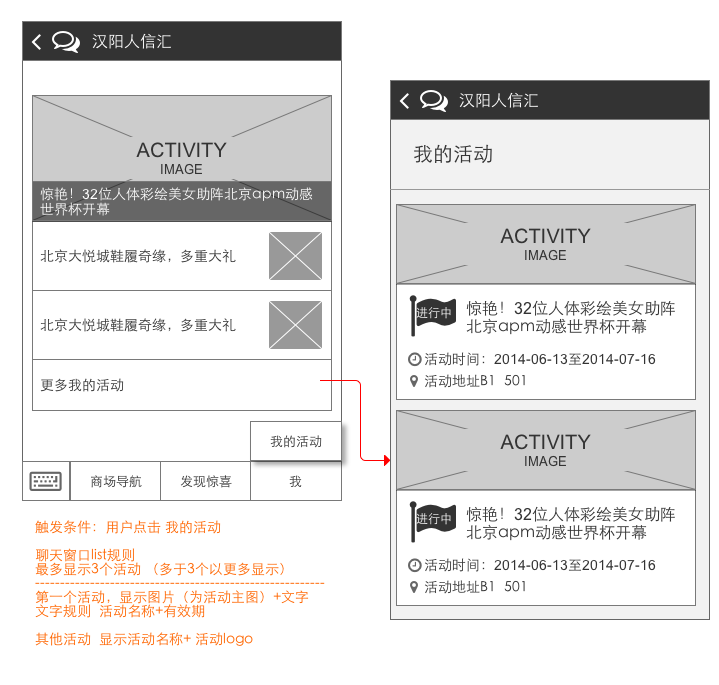 汉阳人信汇
ACTIVITY
IMAGE
惊艳！32位人体彩绘美女助阵北京apm动感
世界杯开幕
北京大悦城鞋履奇缘，多重大礼
北京大悦城鞋履奇缘，多重大礼
更多我的活动
我的活动
商场导航
发现惊喜
我
触发条件：用户点击 我的活动
聊天窗口list规则
最多显示3个活动 （多于3个以更多显示）
第一个活动，显示图片（为活动主图）+文字
文字规则 活动名称+有效期
其他活动 显示活动名称+ 活动logo
汉阳人信汇
我的活动
ACTIVITY
IMAGE
进行中
惊艳！32位人体彩绘美女助阵
北京apm动感世界杯开幕
活动时间：2014-06-13至2014-07-16
活动地址B1 501
ACTIVITY
IMAGE
进行中
惊艳！32位人体彩绘美女助阵
北京apm动感世界杯开幕
活动时间：2014-06-13至2014-07-16
活动地址B1 501